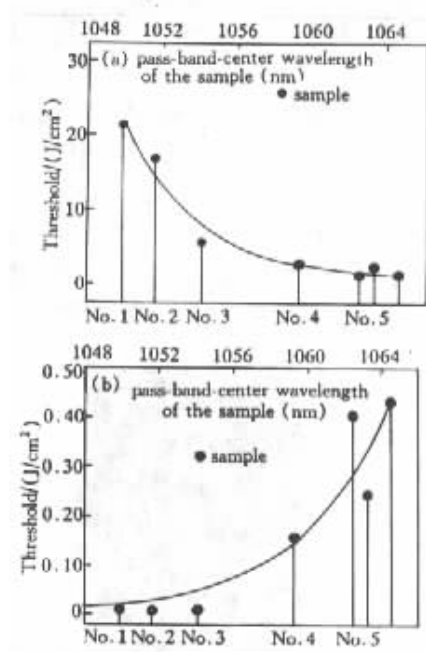 1048 1052 1056 1060 1064
(a) pass-band-center wavelength
of the sample (nm)
sample
30
20
10
0
Threshold/(J/cm²)
No.1 No.2 No.3 No.4 No.5
1048 1052 1056 1060 1064
(b) pass-band-center wavelength
of the sample (nm)
sample
0.50
0.40
0.30
0.20
0.10
0
Threshold/(J/cm²)
No.1 No.2 No.3 No.4 No.5